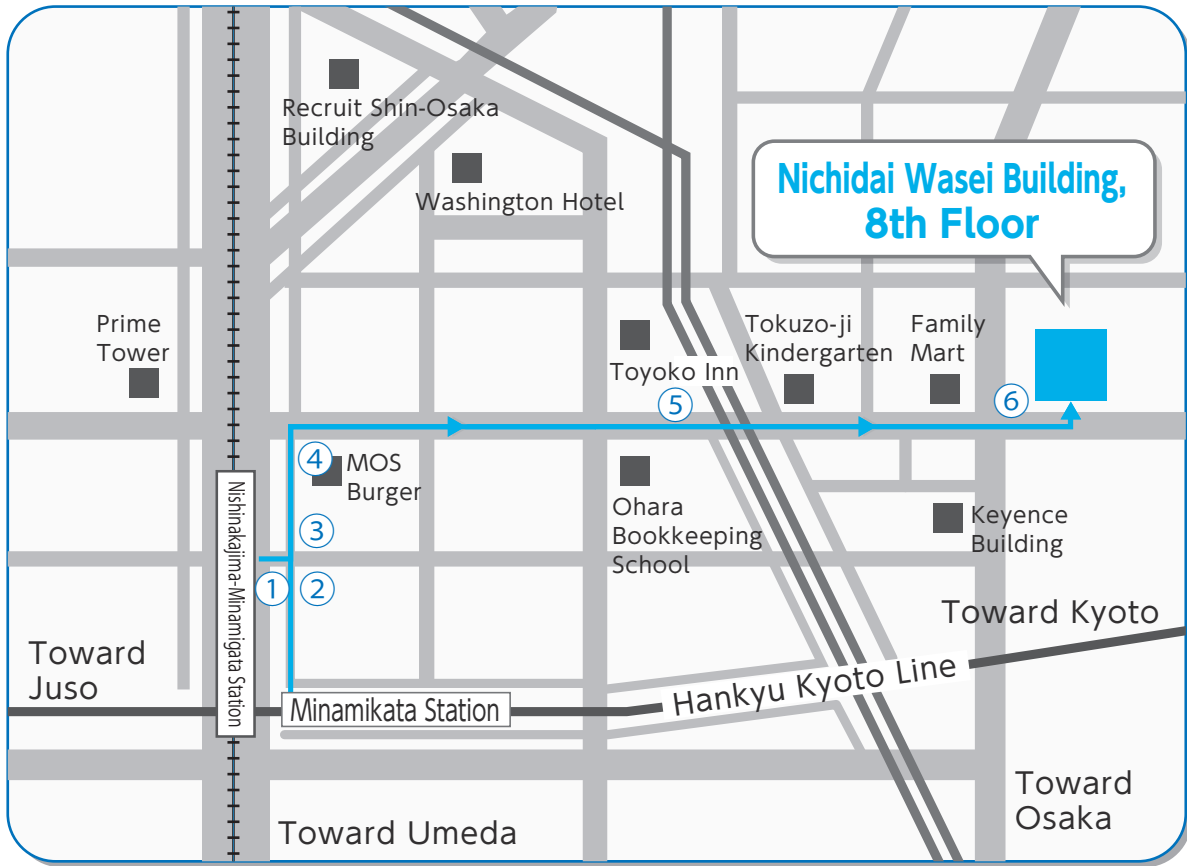 Recruit Shin-Osaka
Building
Washington Hotel
Nichidai Wasei Building,
8th Floor
Prime
Tower
Toyoko Inn
Tokuzo-ji
Kindergarten
Family
Mart
⑤
⑥
④
MOS
Burger
③
Ohara
Bookkeeping
School
Keyence
Building
Nishinakajima-Minamigata Station
①
②
Toward
Juso
Minamikata Station
Hankyu Kyoto Line
Toward Kyoto
Toward Umeda
Toward
Osaka